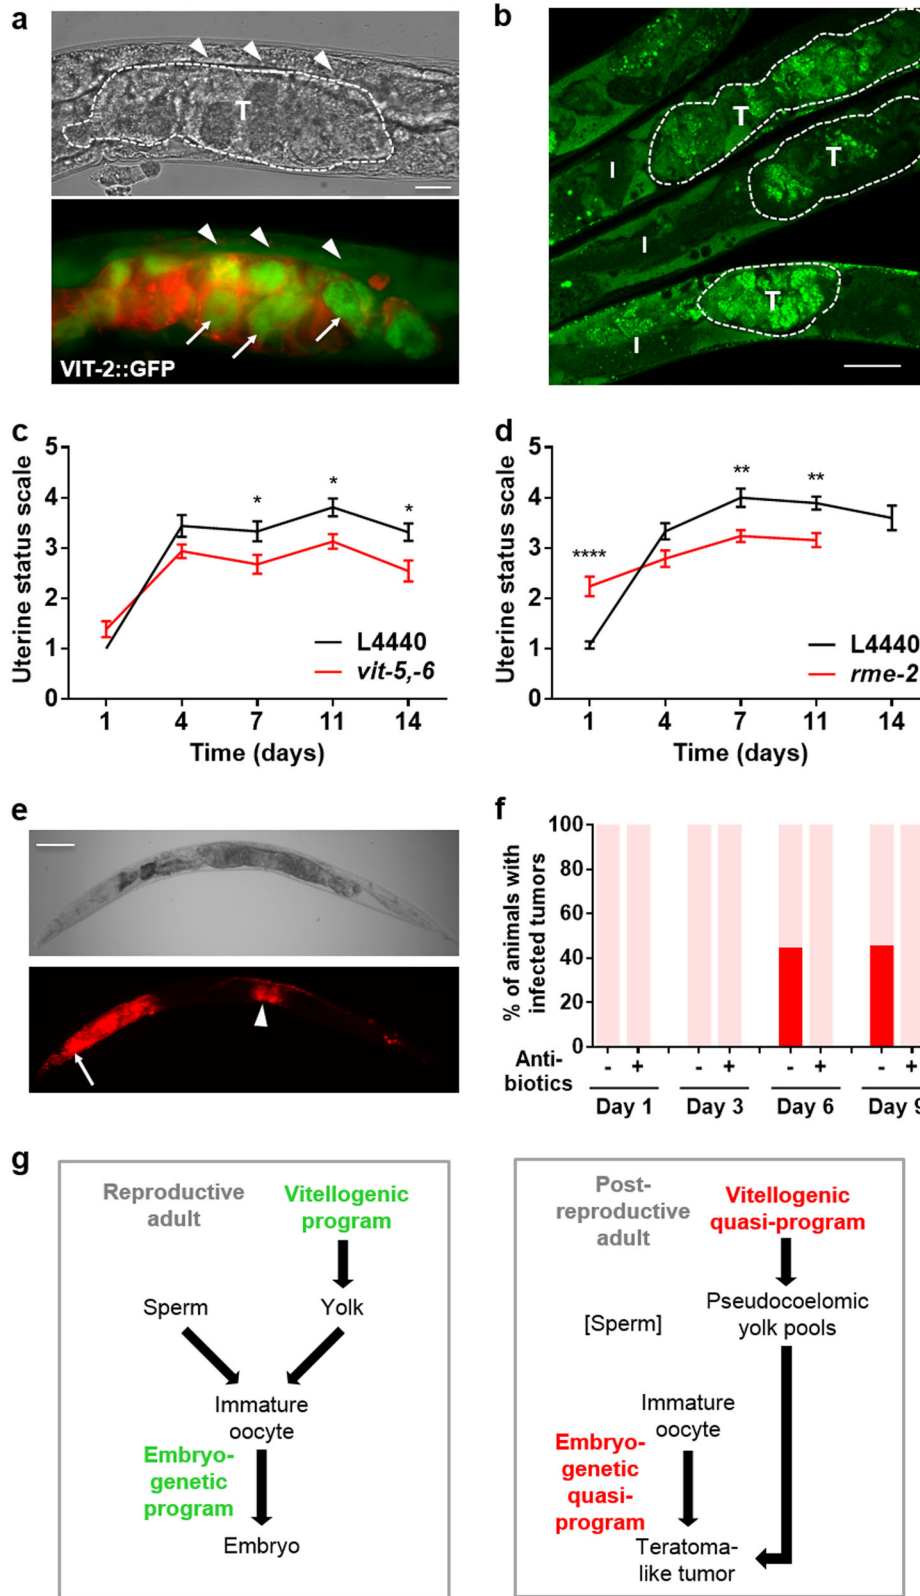 a
T
VIT-2::GFP
b
T
T
T
I
I
I
c
Uterine status scale
5
4
3
2
1
0
*
*
*
L4440
vit-5,-6
1
4
7
11
14
Time (days)
d
Uterine status scale
5
4
3
2
1
0
****
**
**
L4440
rme-2
1
4
7
11
14
Time (days)
e
f
% of animals with
infected tumors
100
80
60
40
20
0
Anti-
biotics
- + - + - + - +
Day 1 Day 3 Day 6 Day 9
g
Reproductive
adult
Vitellogenic
program
Sperm
Yolk
Immature
oocyte
Embryo-
genetic
program
Embryo
Post-
reproductive
adult
Vitellogenic
quasi-program
[Sperm]
Pseudocoelomic
yolk pools
Immature
oocyte
Embryo-
genetic
quasi-
program
Teratoma-
like tumor